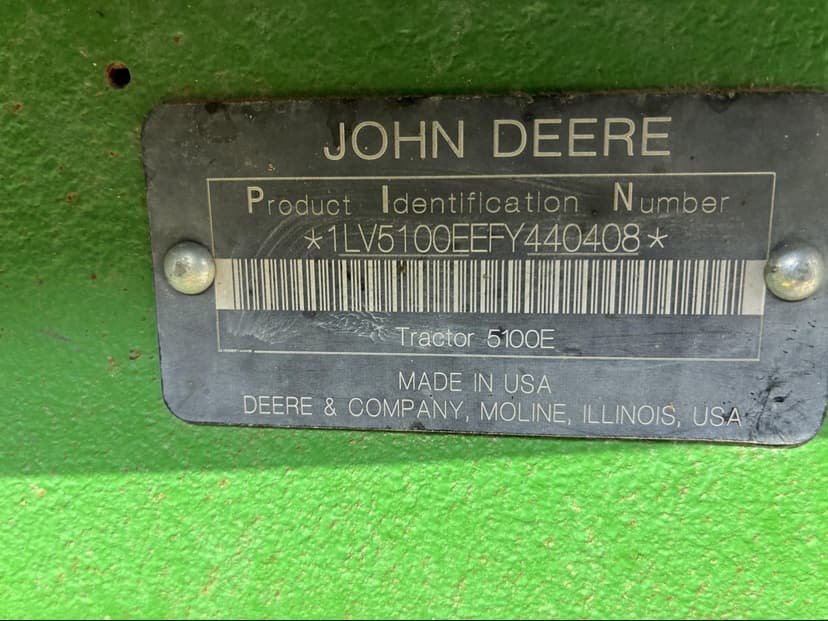 JOHN DEERE
Product Identification Number
*1LV5100EEFY440408*
Tractor 5100E
MADE IN USA
DEERE & COMPANY, MOLINE, ILLINOIS, USA